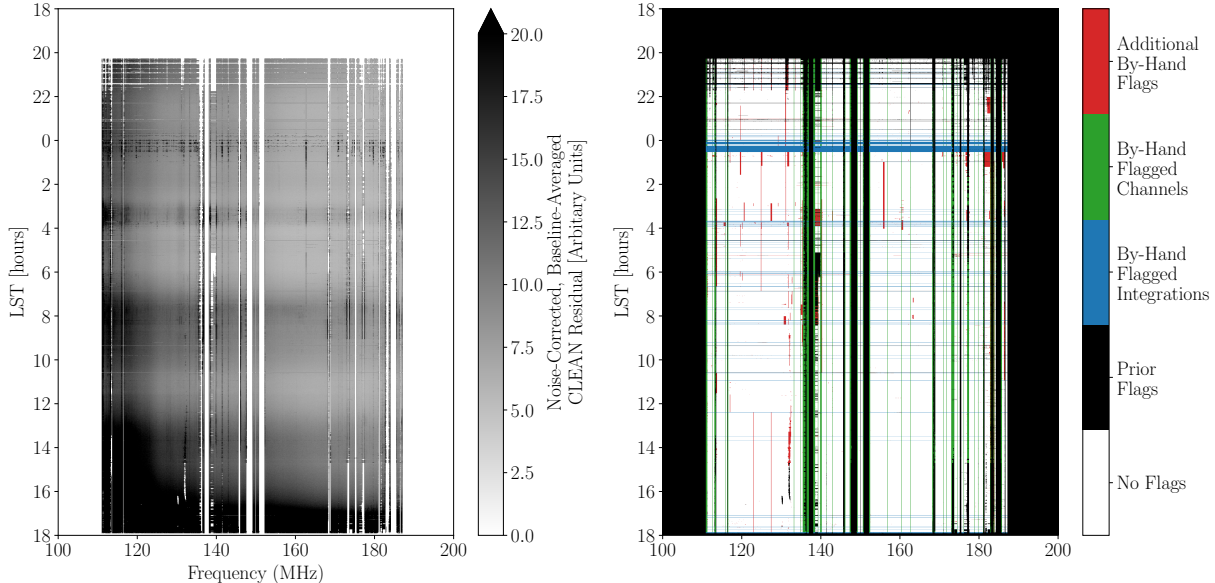 18
20
22
0
2
4
6
8
10
12
14
16
18
LST [hours]
100
120
140
160
180
200
Frequency (MHz)
20.0
17.5
15.0
12.5
10.0
7.5
5.0
2.5
0.0
Noise-Corrected, Baseline-Averaged
CLEAN Residual [Arbitary Units]
18
20
22
0
2
4
6
8
10
12
14
16
18
LST [hours]
100
120
140
160
180
200
Additional
By-Hand
Flags
By-Hand
Flagged
Channels
By-Hand
Flagged
Integrations
Prior
Flags
No Flags